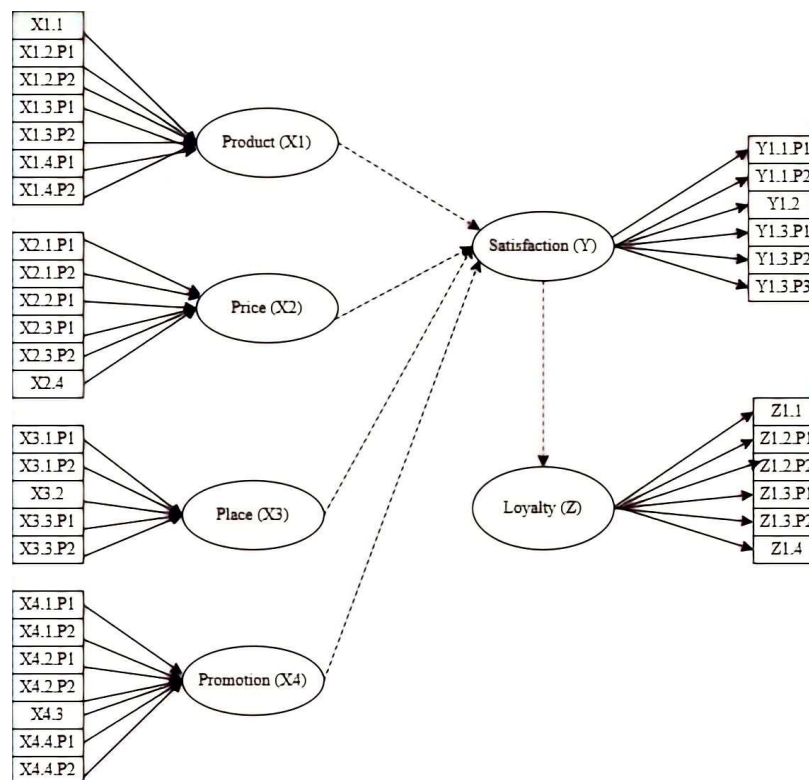 X1.1
X1.2.P1
X1.2.P2
X1.3.P1
X1.3.P2
X1.4.P1
X1.4.P2
Product (X1)
X2.1.P1
X2.1.P2
X2.2.P1
X2.3.P1
X2.3.P2
X2.4
Price (X2)
X3.1.P1
X3.1.P2
X3.2
X3.3.P1
X3.3.P2
Place (X3)
X4.1.P1
X4.1.P2
X4.2.P1
X4.2.P2
X4.3
X4.4.P1
X4.4.P2
Promotion (X4)
Satisfaction (Y)
Y1.1.P1
Y1.1.P2
Y1.2
Y1.3.P1
Y1.3.P2
Y1.3.P3
Loyalty (Z)
Z1.1
Z1.2.P1
Z1.2.P2
Z1.3.P1
Z1.3.P2
Z1.4